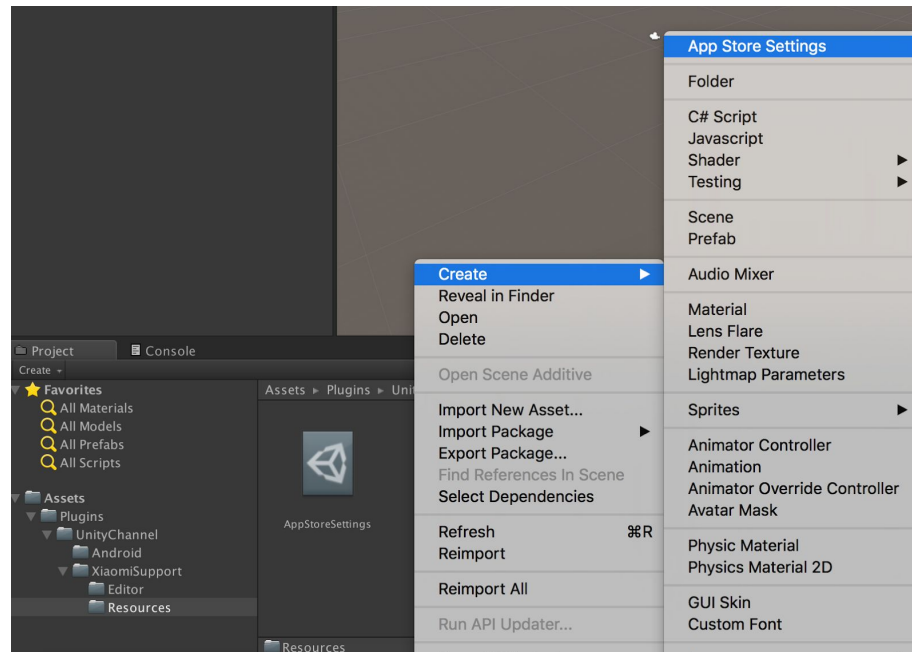 App Store Settings
Folder
C# Script
Javascript
Shader
Testing
Scene
Prefab
Audio Mixer
Material
Lens Flare
Render Texture
Lightmap Parameters
Sprites
Animator Controller
Animation
Animator Override Controller
Avatar Mask
Physic Material
Physics Material 2D
GUI Skin
Custom Font
Create
Reveal in Finder
Open
Delete
Open Scene Additive
Import New Asset...
Import Package
Export Package...
Find References In Scene
Select Dependencies
Refresh ⌘R
Reimport
Reimport All
Run API Updater...
Project Console
Create
Favorites
All Materials
All Models
All Prefabs
All Scripts
Assets
Plugins
UnityChannel
Android
XiaomiSupport
Editor
Resources
Assets ▸ Plugins ▸
AppStoreSettings
Resources